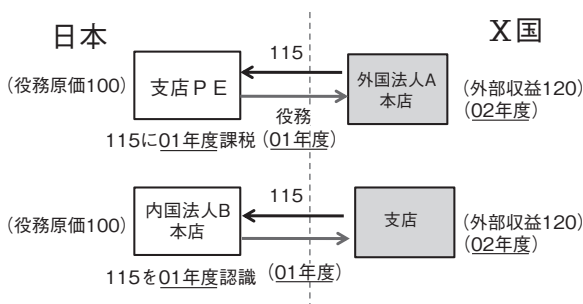 日本
X国
115
(役務原価100)
支店PE
外国法人A
本店
(外部収益120)
(02年度)
役務
115に01年度課税
(01年度)
115
(役務原価100)
内国法人B
本店
支店
(外部収益120)
(02年度)
115を01年度認識
(01年度)